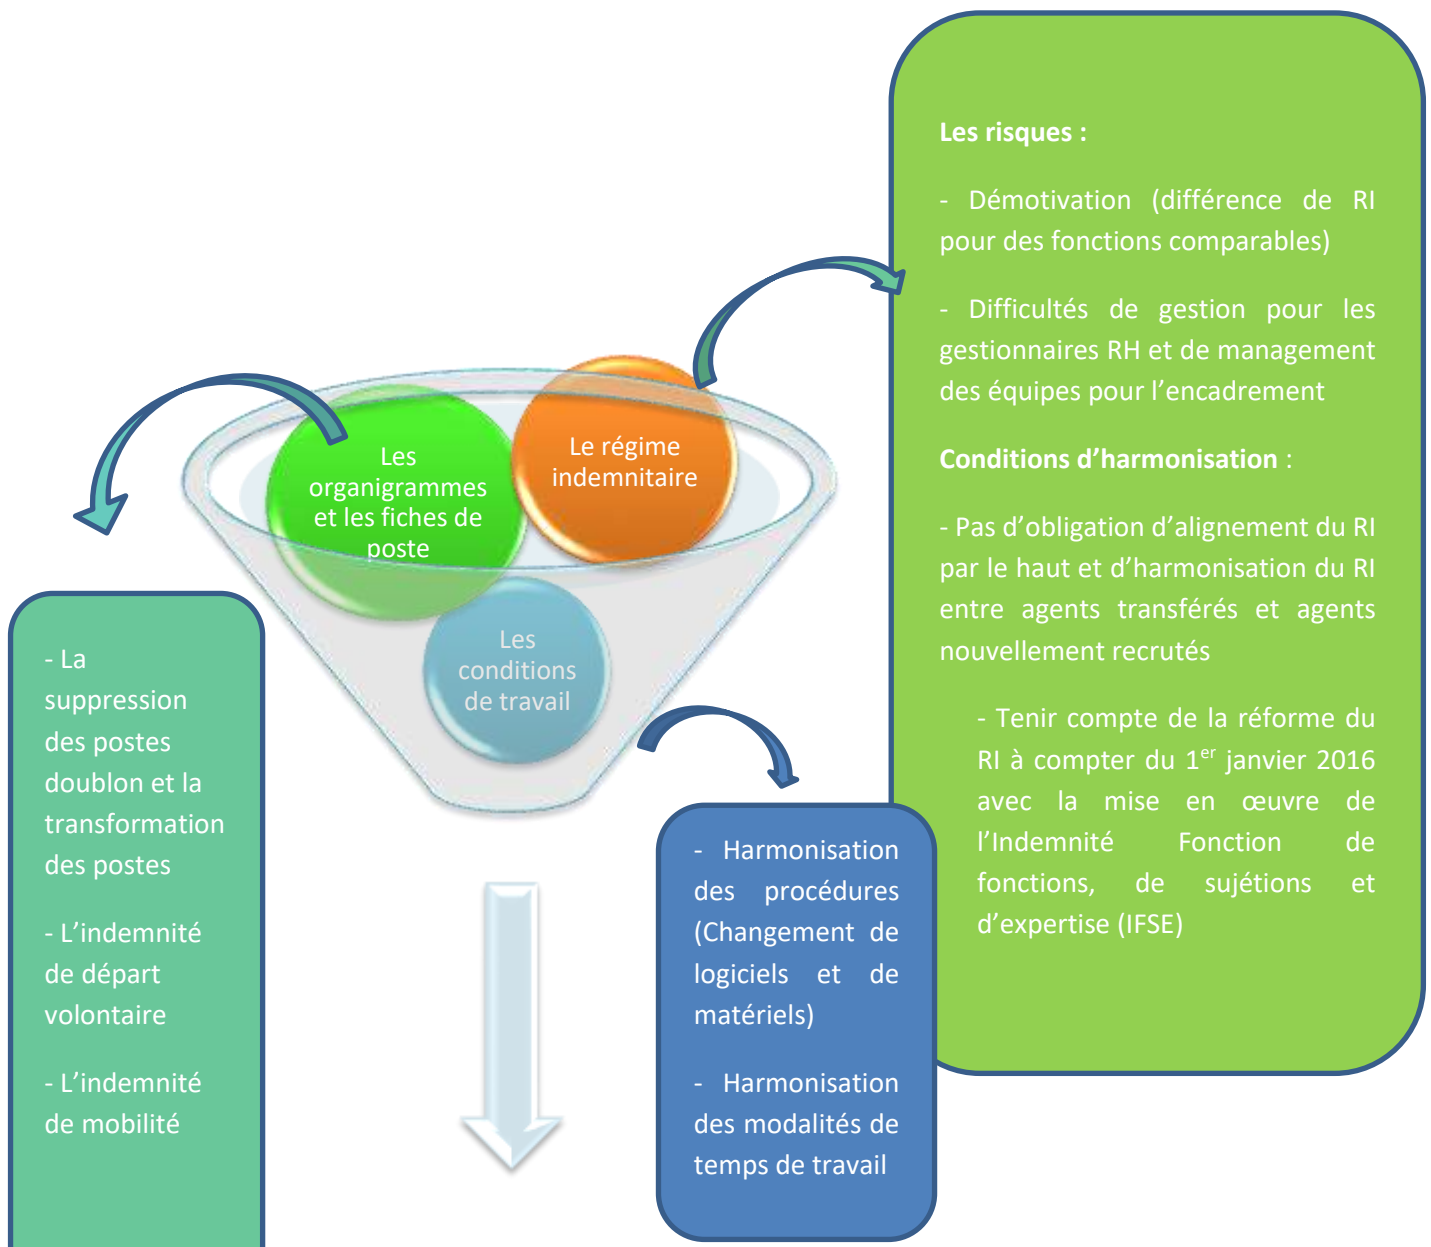 Les risques :
- Démotivation (différence de RI
pour des fonctions comparables)
- Difficultés de gestion pour les
gestionnaires RH et de management
des équipes pour l’encadrement
Conditions d’harmonisation :
- Pas d’obligation d’alignement du RI
par le haut et d’harmonisation du RI
entre agents transférés et agents
nouvellement recrutés
- Tenir compte de la réforme du
RI à compter du 1er janvier 2016
avec la mise en œuvre de
l’Indemnité Fonction de
fonctions, de sujétions et
d’expertise (IFSE)
Les
organigrammes
et les fiches de
poste
Le régime
indemnitaire
Les
conditions
de travail
- La
suppression
des postes
doublon et la
transformation
des postes
- L’indemnité
de départ
volontaire
- L’indemnité
de mobilité
- Harmonisation
des procédures
(Changement de
logiciels et de
matériels)
- Harmonisation
des modalités de
temps de travail